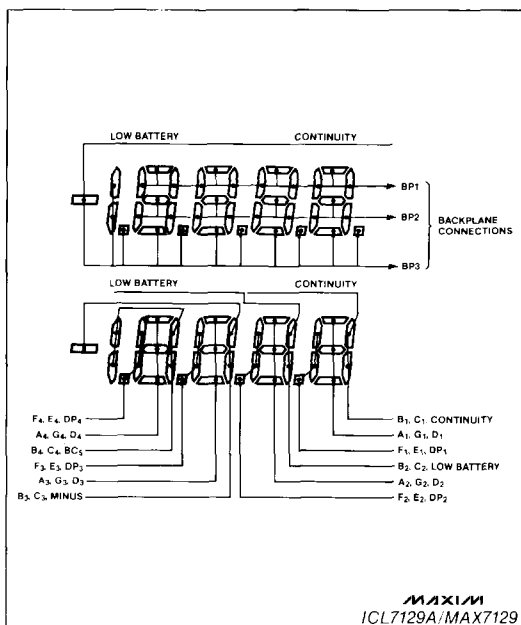 LOW BATTERY CONTINUITY
BP1
BP2
BACKPLANE
CONNECTIONS
BP3
LOW BATTERY CONTINUITY
F4, E4, DP4
A4, G4, D4
B4, C4, BC5
F3, E3, DP3
A3, G3, D3
B3, C3, MINUS
B1, C1, CONTINUITY
A1, G1, D1
F1, E1, DP1
B2, C2, LOW BATTERY
A2, G2, D2
F2, E2, DP2
MAXIM
ICL7129A/MAX7129